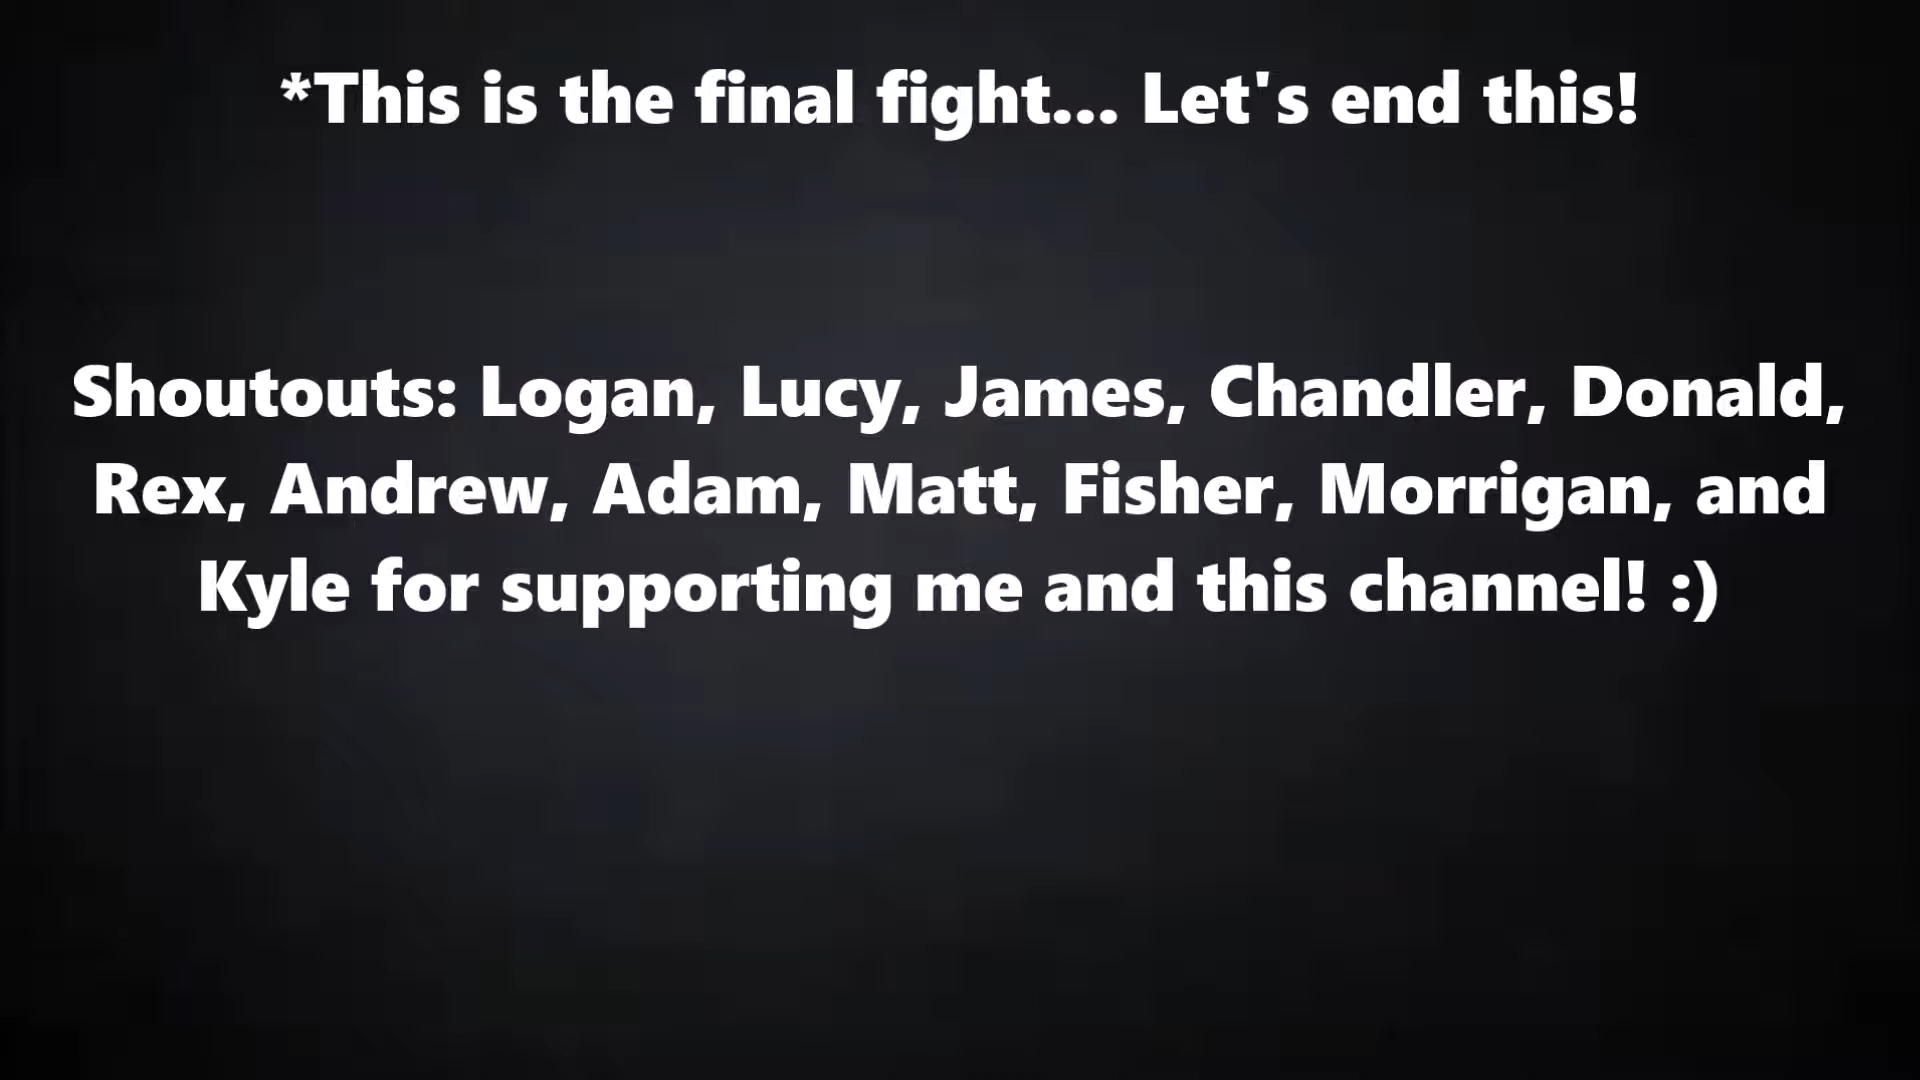 *This is the final fight... Let's end this!
Shoutouts: Logan, Lucy, James, Chandler, Donald,
Rex, Andrew, Adam, Matt, Fisher, Morrigan, and
Kyle for supporting me and this channel! :)